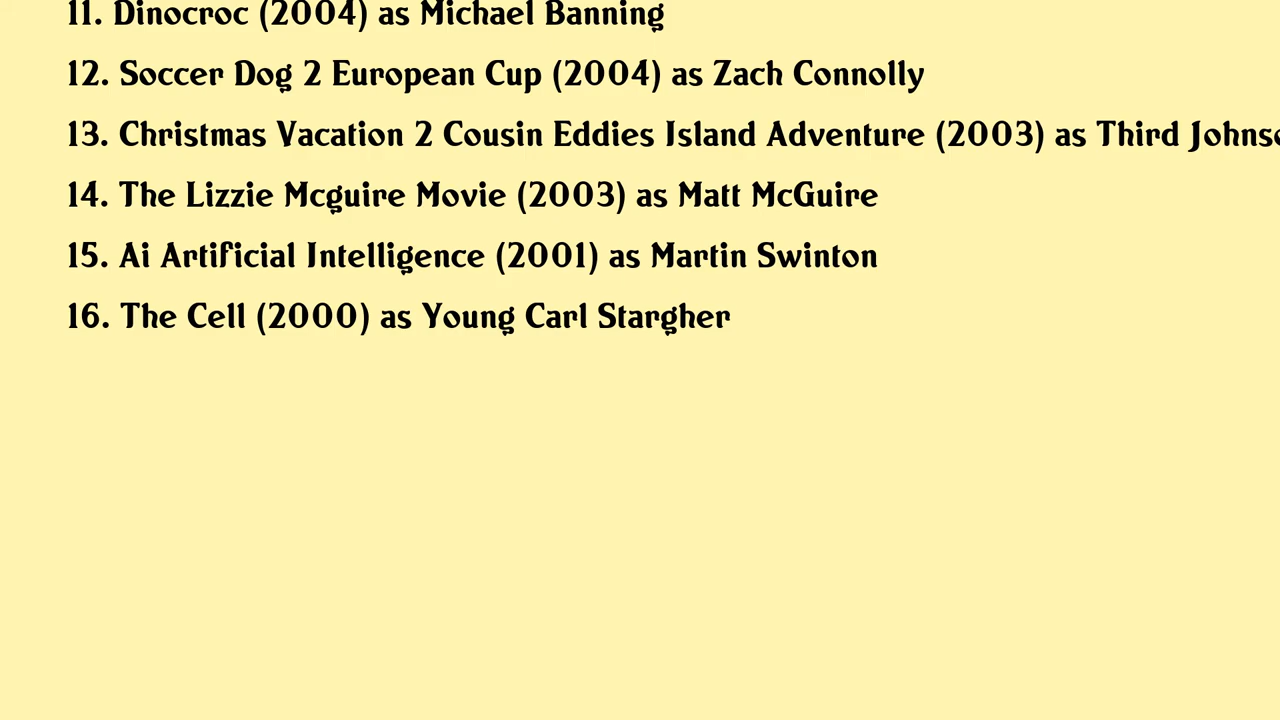 11. Dinocroc (2004) as Michael Banning
12. Soccer Dog 2 European Cup (2004) as Zach Connolly
13. Christmas Vacation 2 Cousin Eddies Island Adventure (2003) as Third
14. The Lizzie Mcguire Movie (2003) as Matt McGuire
15. Ai Artificial Intelligence (2001) as Martin Swinton
16. The Cell (2000) as Young Carl Stargher